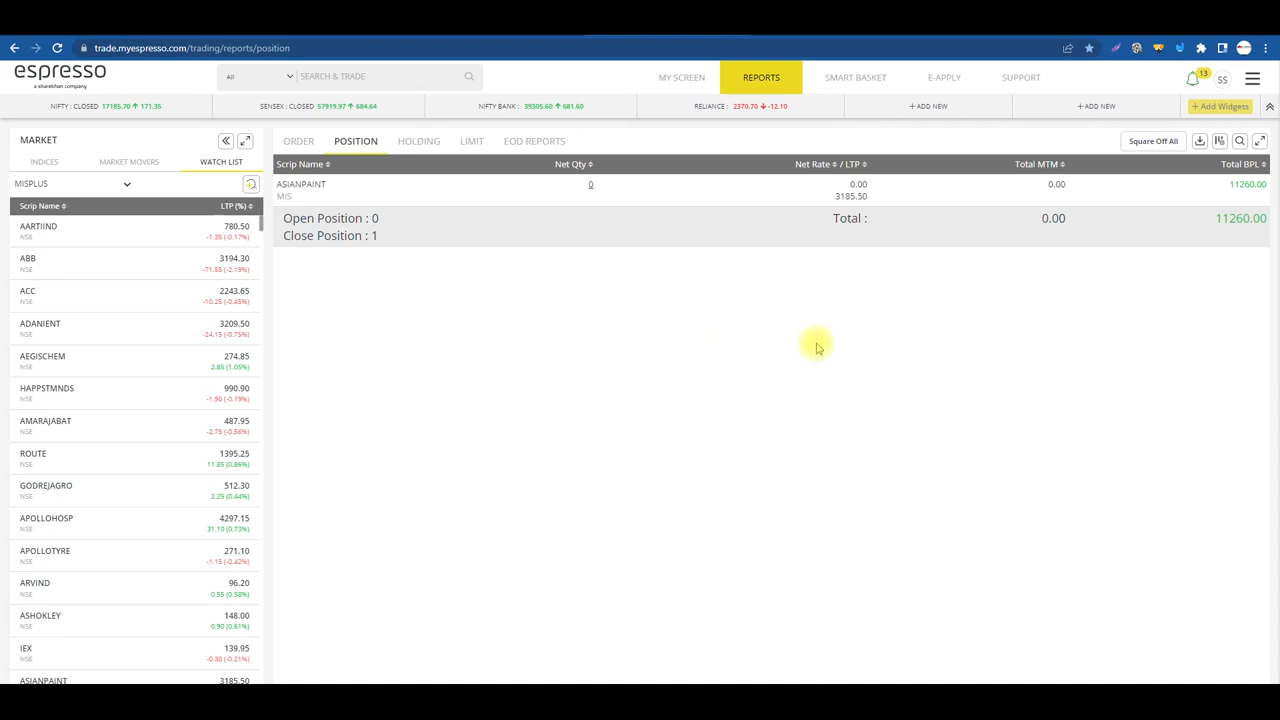 trade.myespresso.com/trading/reports/position
espresso
a sharekhan company
All
SEARCH & TRADE
MY SCREEN
REPORTS
SMART BASKET
E-APPLY
SUPPORT
13
SS
NIFTY : CLOSED 17185.70 ↑ 171.35
SENSEX : CLOSED 57919.97 ↑ 684.64
NIFTY BANK : 39305.60 ↑ 681.60
RELIANCE : 2370.70 ↓ -12.10
+ ADD NEW
+ ADD NEW
+ Add Widgets
MARKET
INDICES
MARKET MOVERS
WATCH LIST
MISPLUS
Scrip Name
LTP (%)
AARTIIND 780.50
NSE -1.35 (-0.17%)
ABB 3194.30
NSE -71.55 (-2.19%)
ACC 2243.65
NSE -10.25 (-0.45%)
ADANIENT 3209.50
NSE -24.15 (-0.75%)
AEGISCHEM 274.85
NSE 2.85 (1.05%)
HAPPSTMNDS 990.90
NSE -1.90 (-0.19%)
AMARAJABAT 487.95
NSE -2.75 (-0.56%)
ROUTE 1395.25
NSE 11.85 (0.86%)
GODREJAGRO 512.30
NSE 2.25 (0.44%)
APOLLOHOSP 4297.15
NSE 31.10 (0.73%)
APOLLOTYRE 271.10
NSE -1.15 (-0.42%)
ARVIND 96.20
NSE 0.55 (0.58%)
ASHOKLEY 148.00
NSE 0.90 (0.61%)
IEX 139.95
NSE -0.30 (-0.21%)
ASIANPAINT 3185.50
ORDER
POSITION
HOLDING
LIMIT
EOD REPORTS
Square Off All
Scrip Name
Net Qty
Net Rate / LTP
Total MTM
Total BPL
ASIANPAINT 0 0.00 0.00 11260.00
MIS 3185.50
Open Position : 0 Total : 0.00 11260.00
Close Position : 1